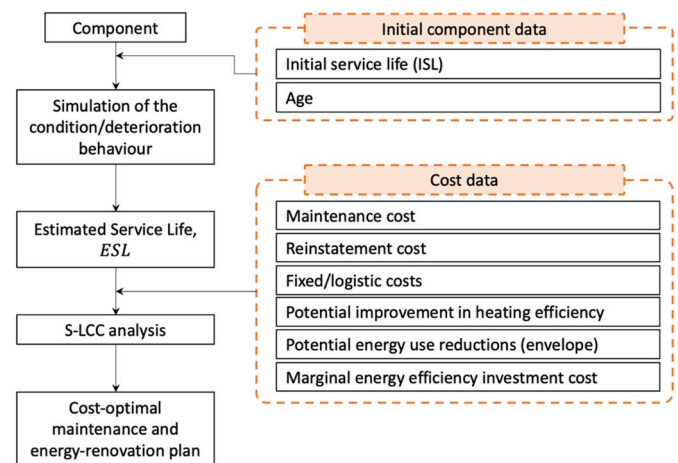 Component
Simulation of the
condition/deterioration
behaviour
Estimated Service Life,
ESL
S-LCC analysis
Cost-optimal
maintenance and
energy-renovation plan
Initial component data
Initial service life (ISL)
Age
Cost data
Maintenance cost
Reinstatement cost
Fixed/logistic costs
Potential improvement in heating efficiency
Potential energy use reductions (envelope)
Marginal energy efficiency investment cost